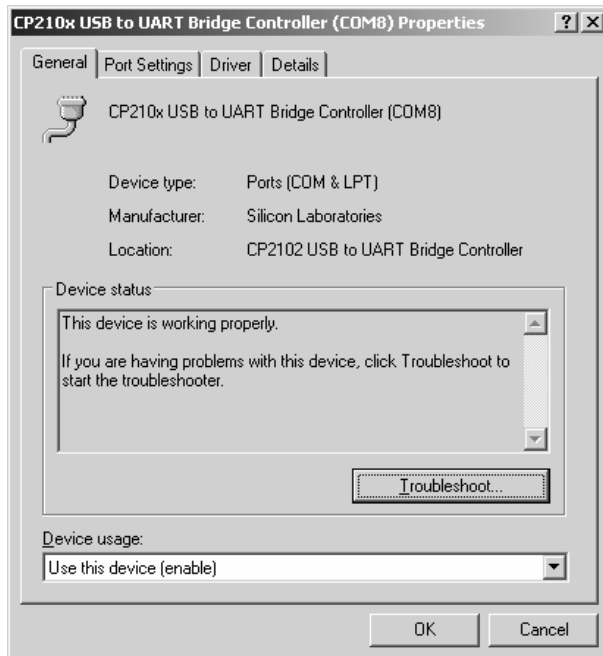 CP210x USB to UART Bridge Controller (COM8) Properties
General Port Settings Driver Details
CP210x USB to UART Bridge Controller (COM8)
Device type: Ports (COM & LPT)
Manufacturer: Silicon Laboratories
Location: CP2102 USB to UART Bridge Controller
Device status
This device is working properly.
If you are having problems with this device, click Troubleshoot to
start the troubleshooter.
Troubleshoot...
Device usage:
Use this device (enable)
OK Cancel